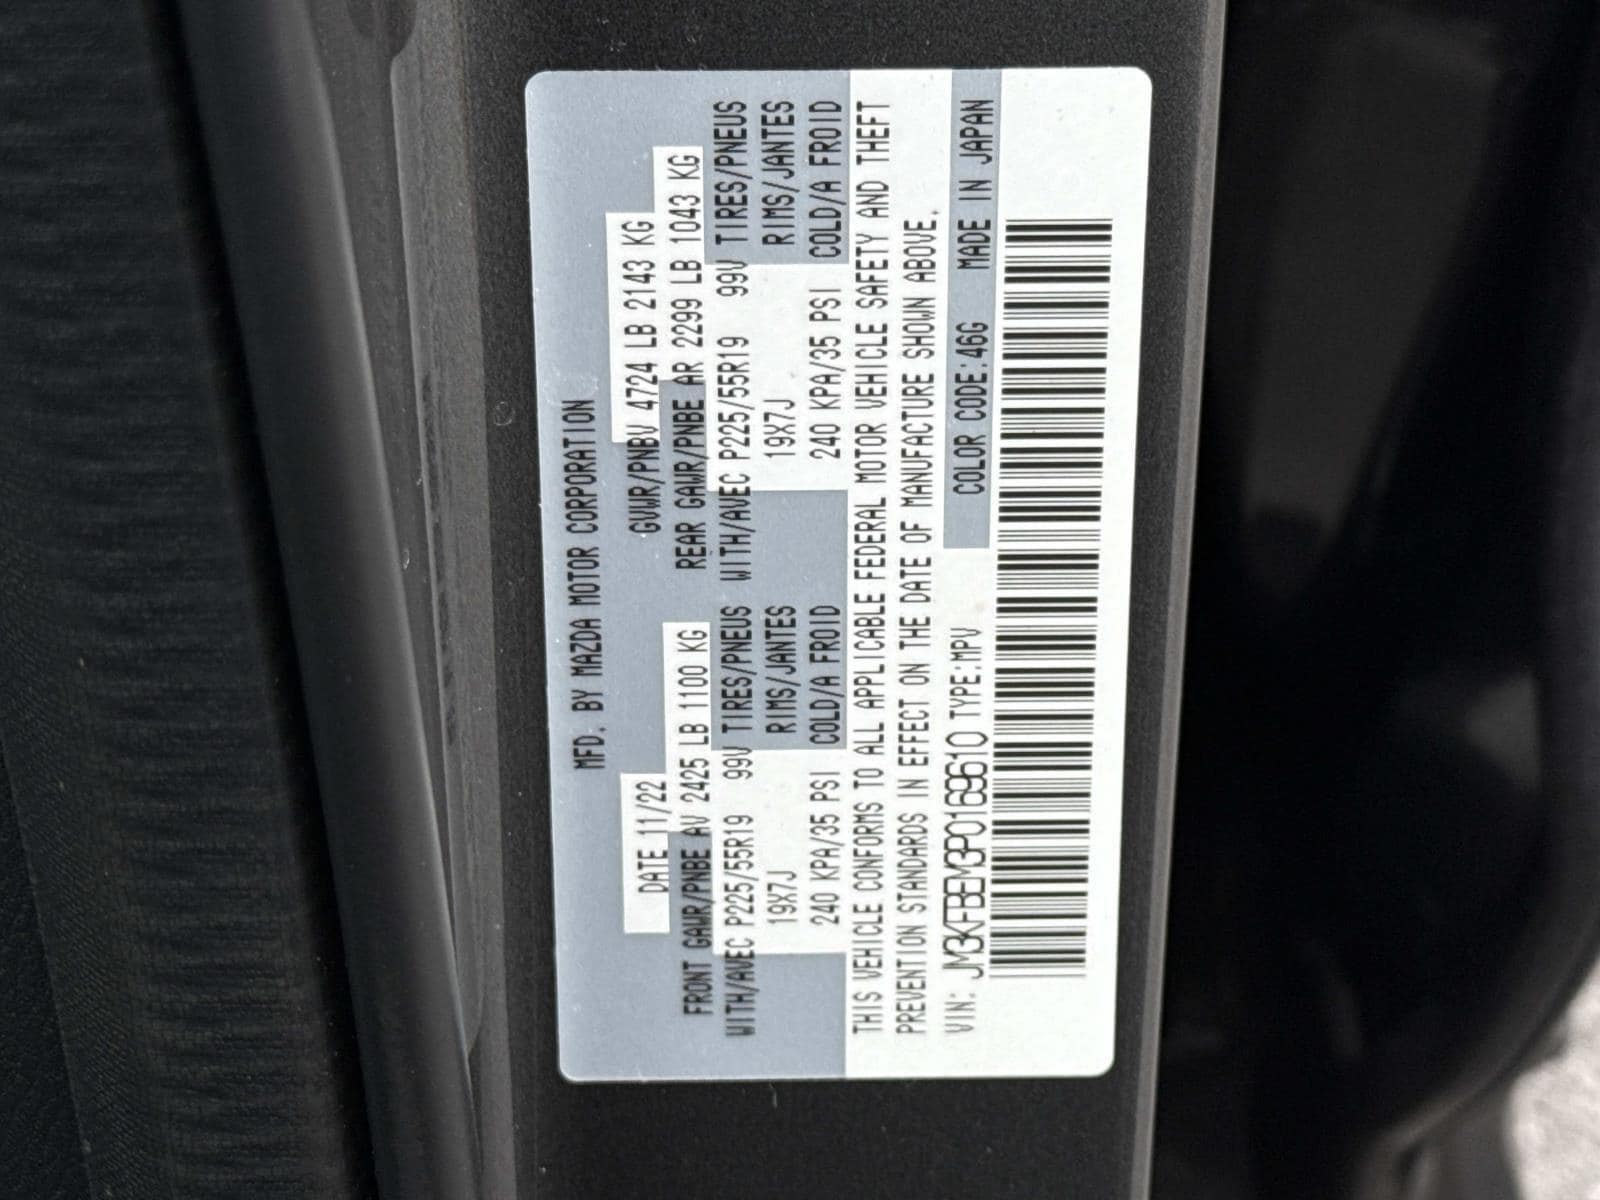 MFD. BY MAZDA MOTOR CORPORATION
DATE 11/22 GVWR/PNBV 4724 LB 2143 KG
FRONT GAWR/PNBE AV 2425 LB 1100 KG REAR GAWR/PNBE AR 2299 LB 1043 KG
WITH/AVEC P225/55R19 99V TIRES/PNEUS WITH/AVEC P225/55R19 99V TIRES/PNEUS
19X7J RIMS/JANTES 19X7J RIMS/JANTES
240 KPA/35 PSI COLD/A FROID 240 KPA/35 PSI COLD/A FROID
THIS VEHICLE CONFORMS TO ALL APPLICABLE FEDERAL MOTOR VEHICLE SAFETY AND THEFT
PREVENTION STANDARDS IN EFFECT ON THE DATE OF MANUFACTURE SHOWN ABOVE.
VIN: JM3KFBEM3P0169610 TYPE:MPV COLOR CODE:46G MADE IN JAPAN